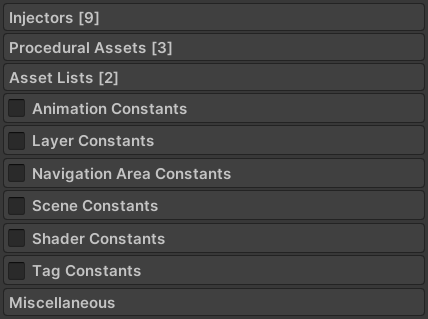 Injectors [9]
Procedural Assets [3]
Asset Lists [2]
Animation Constants
Layer Constants
Navigation Area Constants
Scene Constants
Shader Constants
Tag Constants
Miscellaneous